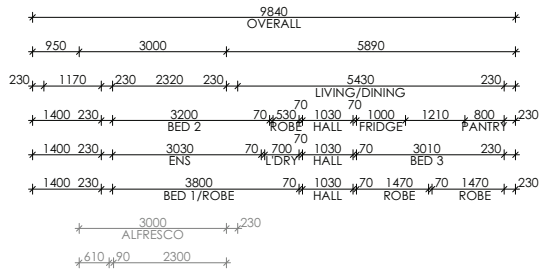 9840
OVERALL
950 3000 5890
230 1170 230 2320 230 5430 230
LIVING/DINING
70 70
1400 230 3200 70 530 1030 1000 1210 800 230
BED 2 ROBE HALL FRIDGE PANTRY
70
1400 230 3030 70 700 1030 70 3010 230
ENS L'DRY HALL BED 3
1400 230 3800 70 1030 70 1470 70 1470 230
BED 1/ROBE HALL ROBE ROBE
3000 230
ALFRESCO
610 90 2300